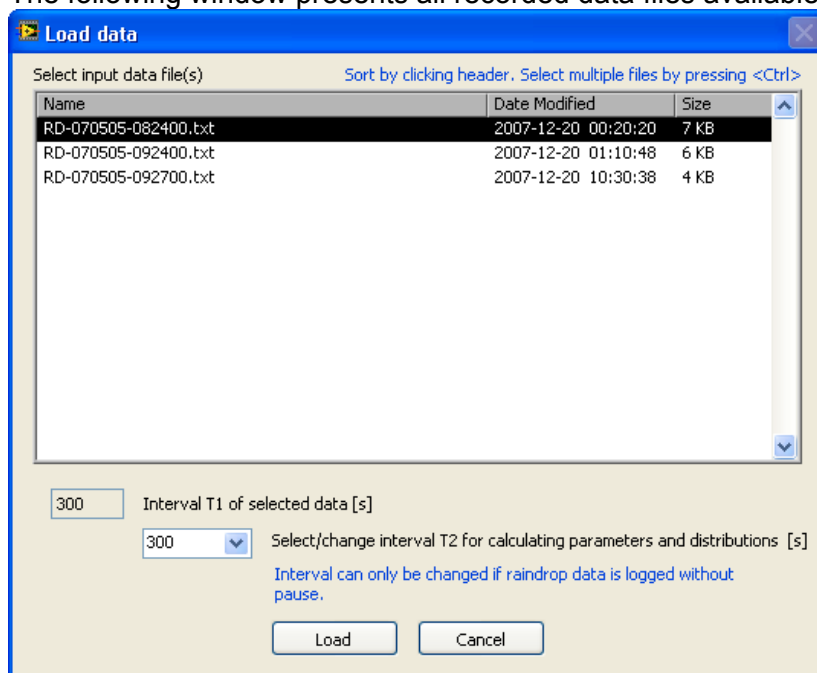 The following window presents all recorded data files available
Load data
Select input data file(s) Sort by clicking header. Select multiple files by pressing <Ctrl>
Name Date Modified Size
RD-070505-082400.txt 2007-12-20 00:20:20 7 KB
RD-070505-092400.txt 2007-12-20 01:10:48 6 KB
RD-070505-092700.txt 2007-12-20 10:30:38 4 KB
300 Interval T1 of selected data [s]
300 Select/change interval T2 for calculating parameters and distributions [s]
Interval can only be changed if raindrop data is logged without
pause.
Load Cancel